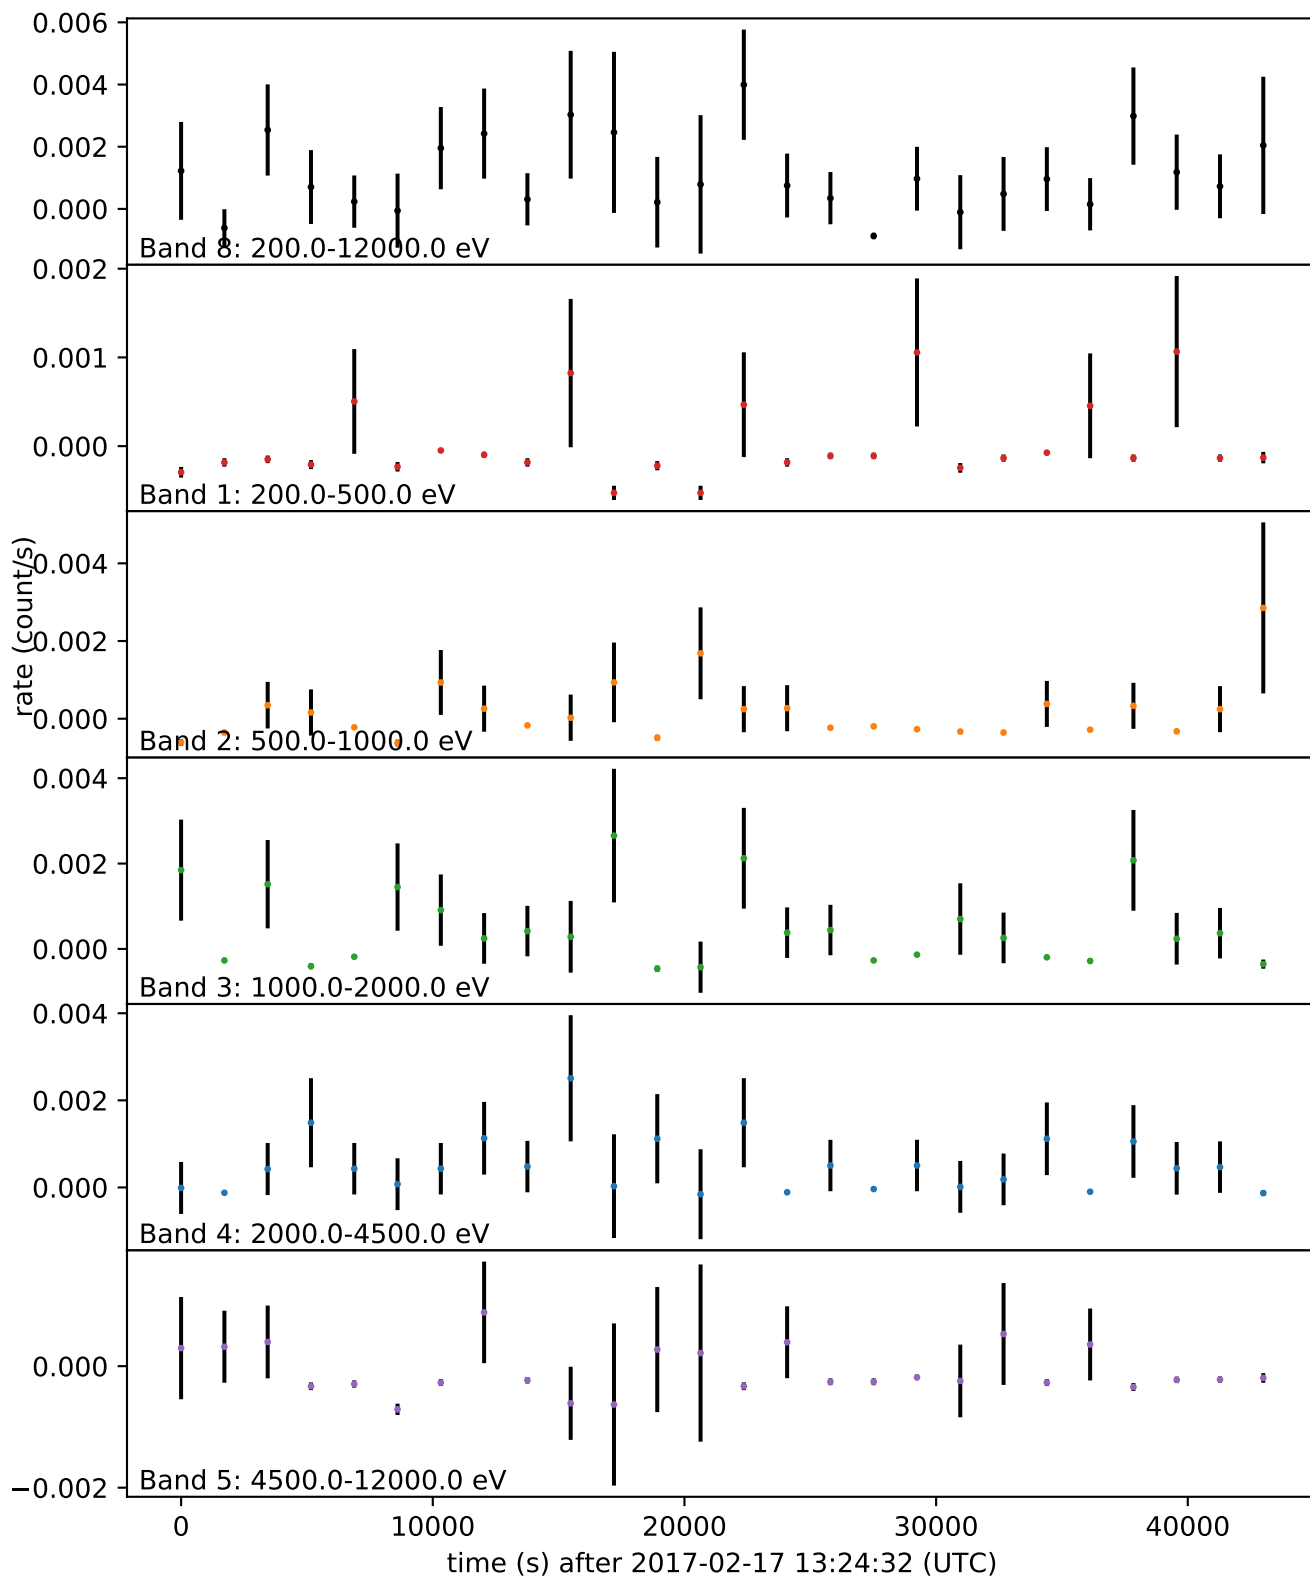 0.006
0.004
0.002
0.000
Band 8: 200.0-12000.0 eV
0.002
0.001
0.000
Band 1: 200.0-500.0 eV
rate (count/s)
0.004
0.002
0.000
Band 2: 500.0-1000.0 eV
0.004
0.002
0.000
Band 3: 1000.0-2000.0 eV
0.004
0.002
0.000
Band 4: 2000.0-4500.0 eV
0.000
−0.002
Band 5: 4500.0-12000.0 eV
0 10000 20000 30000 40000
time (s) after 2017-02-17 13:24:32 (UTC)